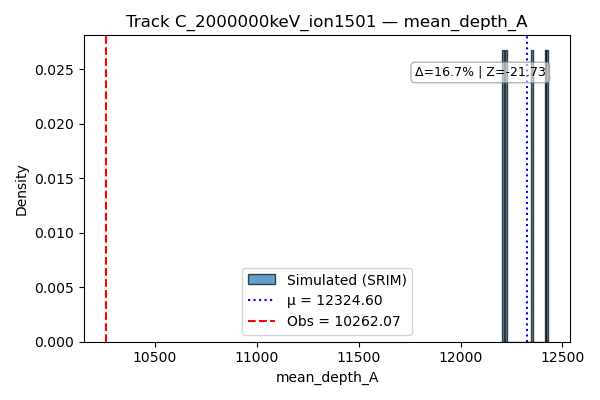 Track C_2000000keV_ion1501 — mean_depth_A
Density
0.025
0.020
0.015
0.010
0.005
0.000
Δ=16.7% | Z=-21.73
Simulated (SRIM)
μ = 12324.60
Obs = 10262.07
10500
11000
11500
12000
12500
mean_depth_A